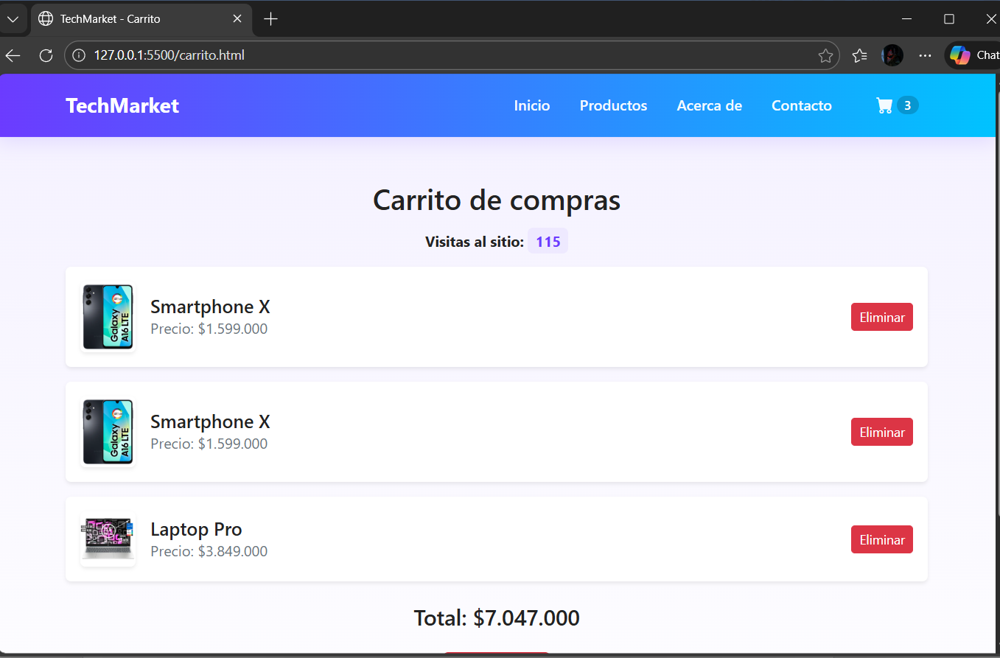 TechMarket - Carrito
127.0.0.1:5500/carrito.html
Chat
TechMarket
Inicio
Productos
Acerca de
Contacto
3
Carrito de compras
Visitas al sitio: 115
Galaxy
A16 LTE
Smartphone X
Precio: $1.599.000
Eliminar
Galaxy
A16 LTE
Smartphone X
Precio: $1.599.000
Eliminar
Laptop Pro
Precio: $3.849.000
Eliminar
Total: $7.047.000